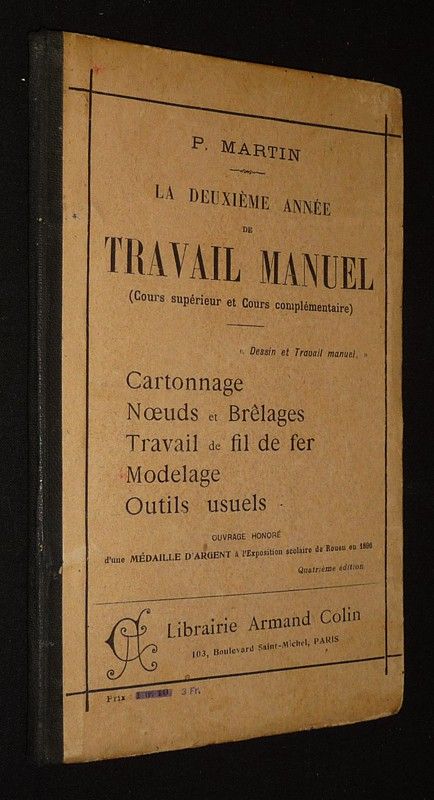 P. MARTIN
LA DEUXIÈME ANNÉE
DE
TRAVAIL MANUEL
(Cours supérieur et Cours complémentaire)
« Dessin et Travail manuel. »
Cartonnage
Nœuds et Brêlages
Travail de fil de fer
Modelage
Outils usuels
OUVRAGE HONORÉ
d'une MÉDAILLE D'ARGENT à l'Exposition scolaire de Rouen en 1896
Quatrième édition
AC
Librairie Armand Colin
103, Boulevard Saint-Michel, PARIS
Prix 3 Fr.